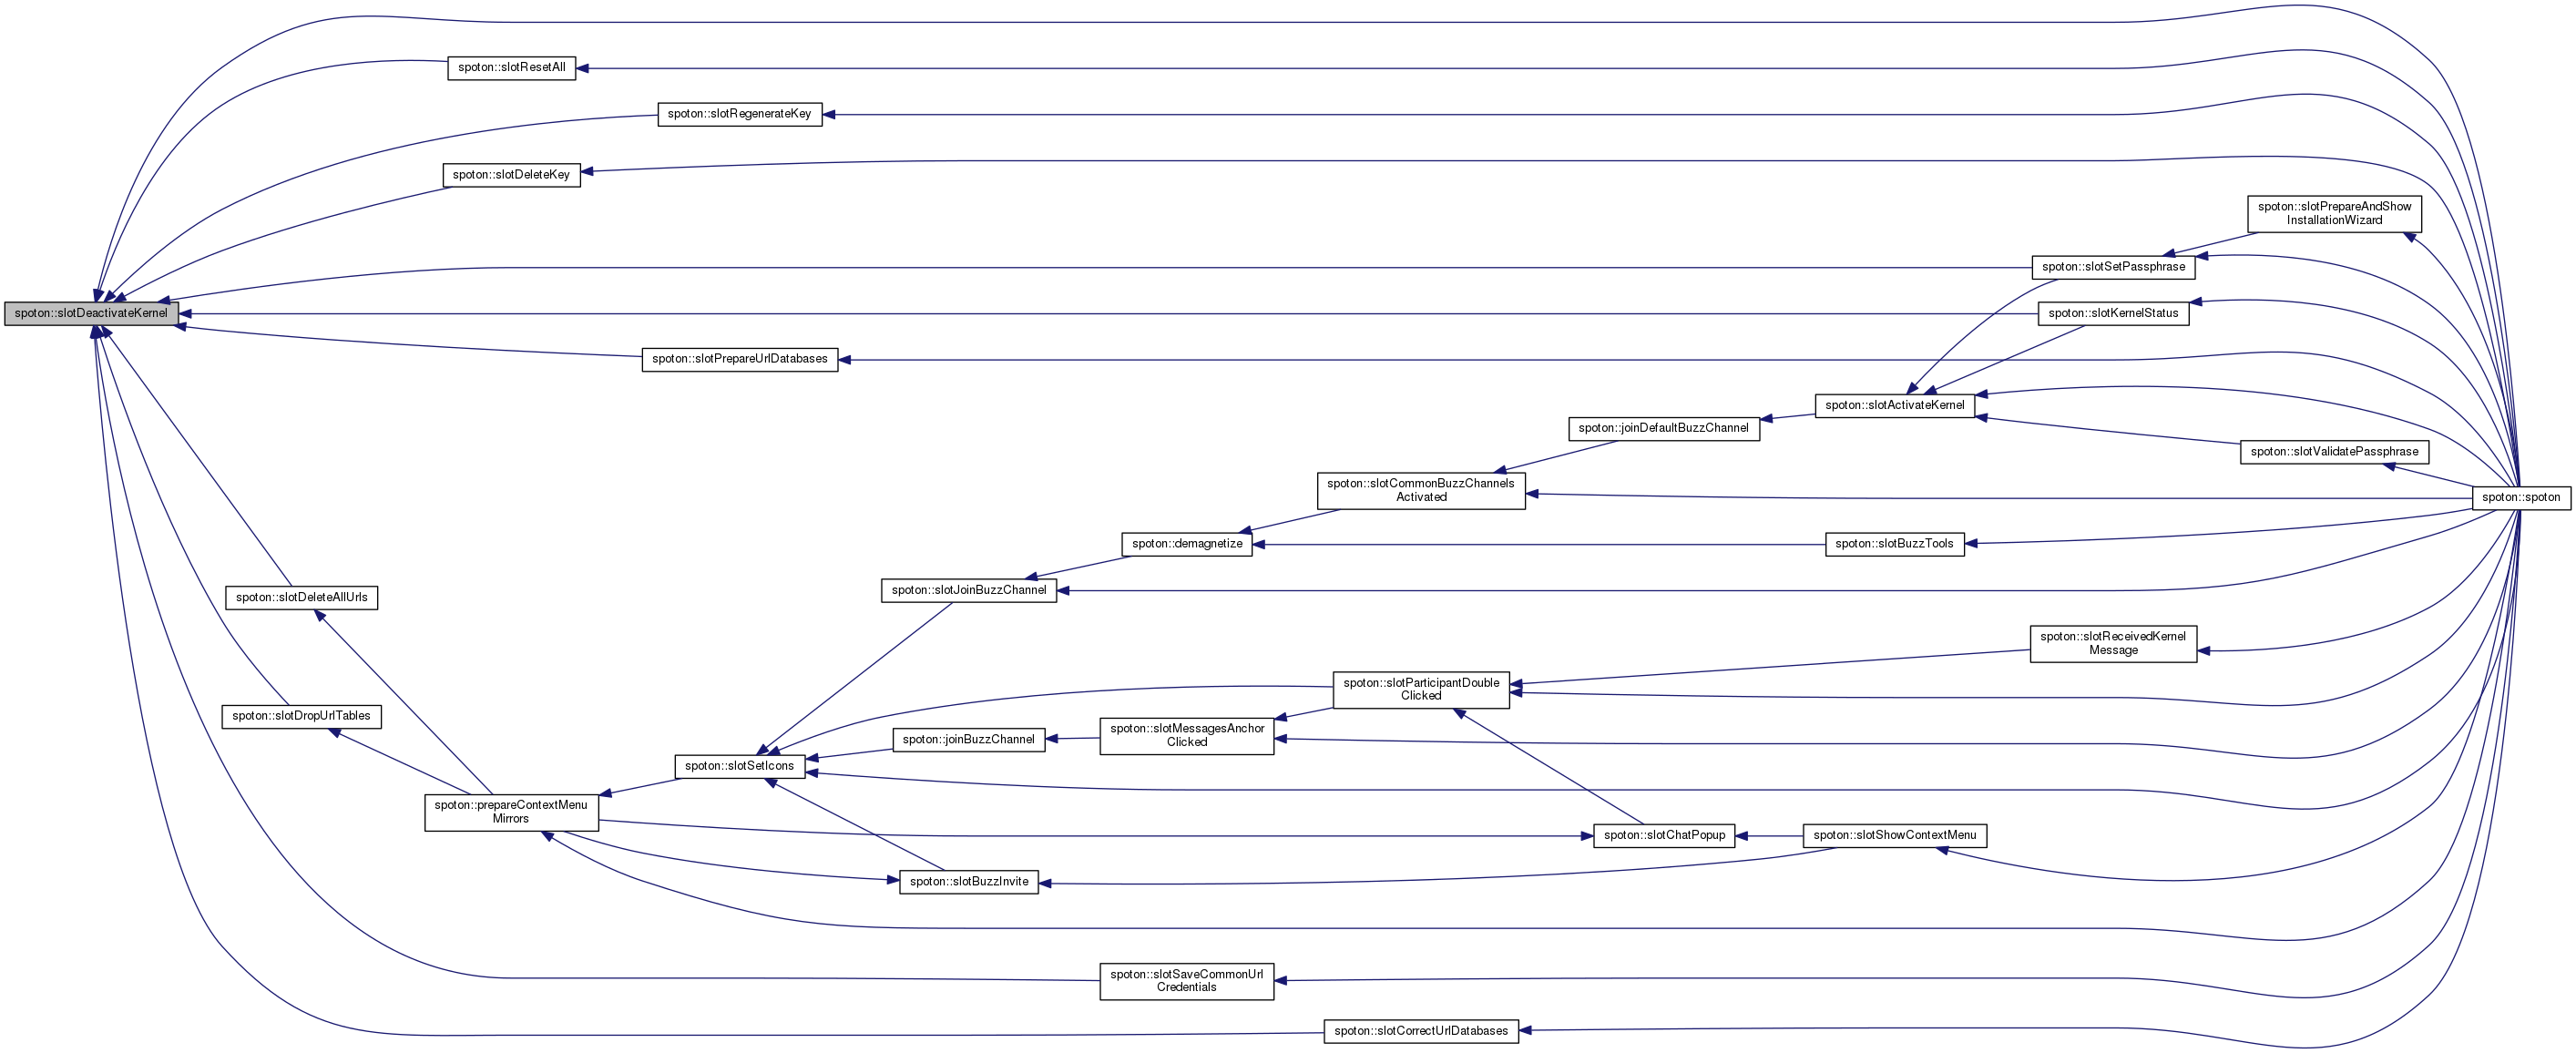 spoton::slotResetAll
spoton::slotRegenerateKey
spoton::slotDeleteKey
spoton::slotPrepareAndShow
InstallationWizard
spoton::slotSetPassphrase
spoton::slotDeactivateKernel
spoton::slotKernelStatus
spoton::slotPrepareUrlDatabases
spoton::slotActivateKernel
spoton::joinDefaultBuzzChannel
spoton::slotValidatePassphrase
spoton::slotCommonBuzzChannels
Activated
spoton::spoton
spoton::demagnetize
spoton::slotBuzzTools
spoton::slotJoinBuzzChannel
spoton::slotDeleteAllUrls
spoton::slotReceivedKernel
Message
spoton::slotParticipantDouble
Clicked
spoton::slotDropUrlTables
spoton::slotMessagesAnchor
Clicked
spoton::joinBuzzChannel
spoton::slotSetIcons
spoton::prepareContextMenu
Mirrors
spoton::slotChatPopup
spoton::slotShowContextMenu
spoton::slotBuzzInvite
spoton::slotSaveCommonUrl
Credentials
spoton::slotCorrectUrlDatabases